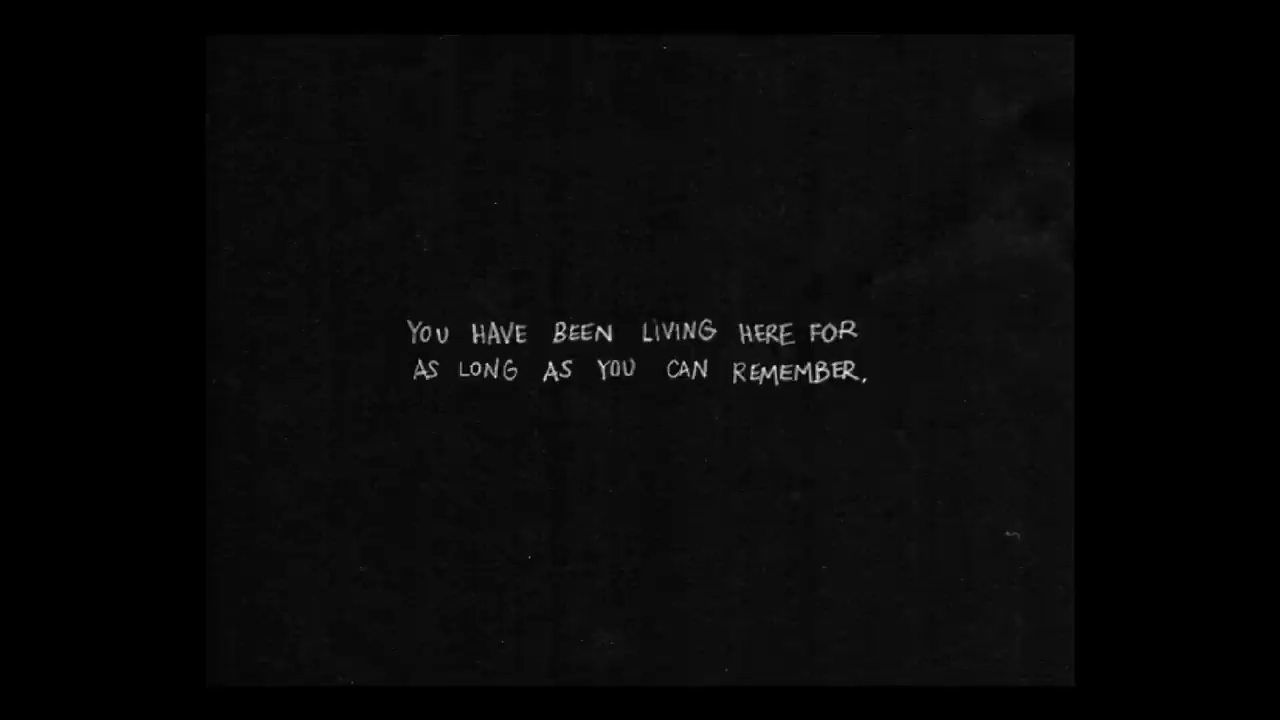 YOU HAVE BEEN LIVING HERE FOR
AS LONG AS YOU CAN REMEMBER.